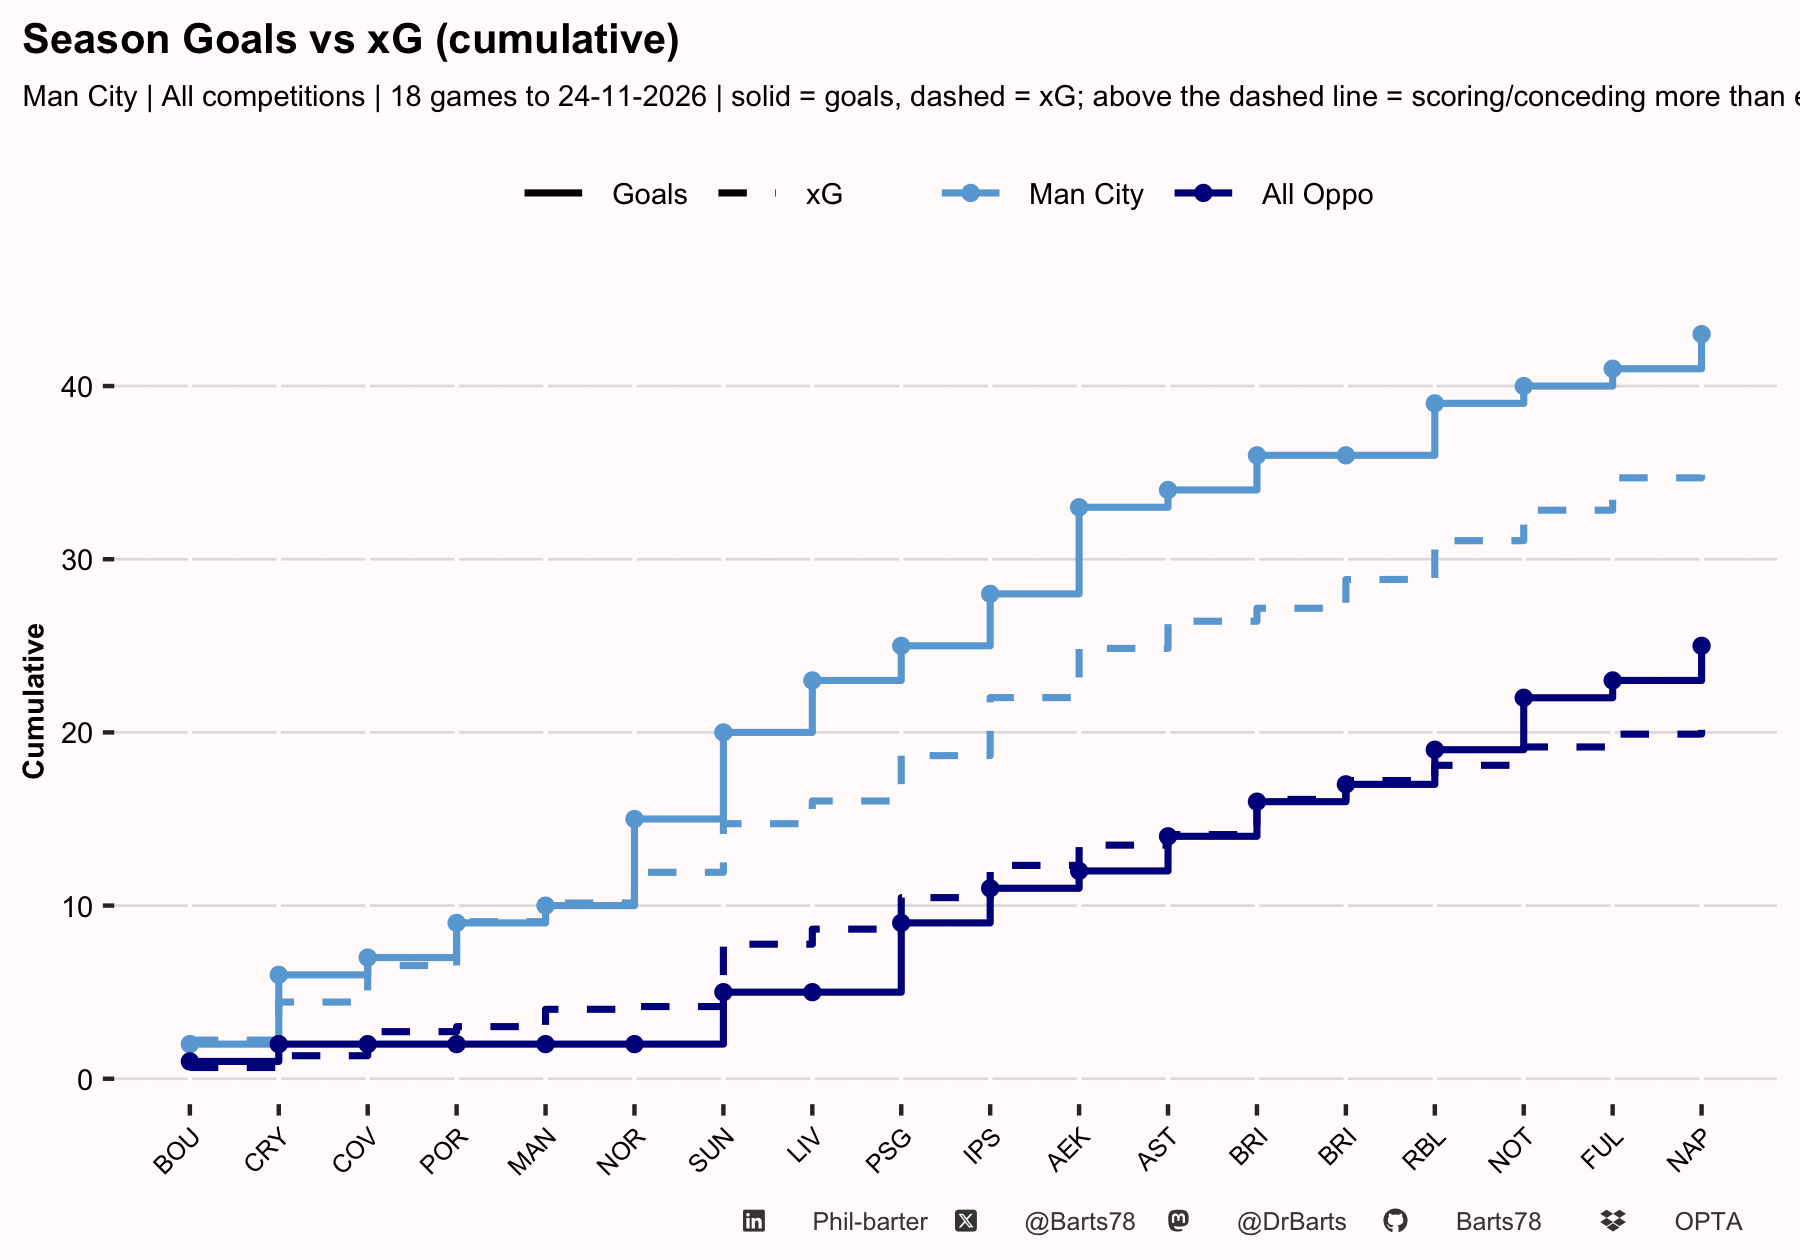 Season Goals vs xG (cumulative)
Man City | All competitions | 18 games to 24-11-2026 | solid = goals, dashed = xG; above the dashed line = scoring/conceding more than e
Goals xG Man City All Oppo
Cumulative
40
30
20
10
0
BOU CRY COV POR MAN NOR SUN LIV PSG IPS AEK AST BRI BRI RBL NOT FUL NAP
Phil-barter @Barts78 @DrBarts Barts78 OPTA